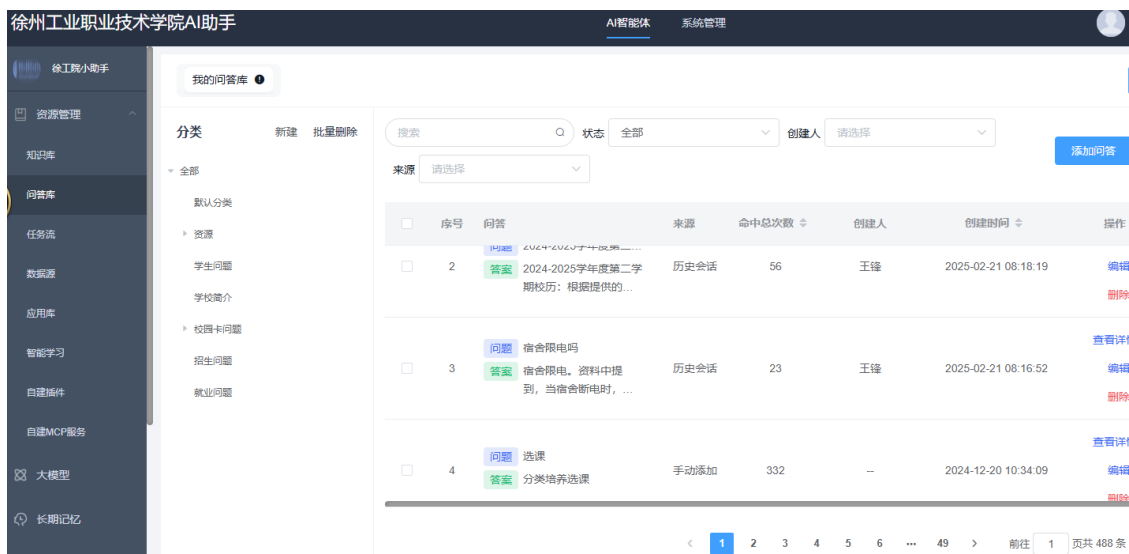 徐州工业职业技术学院AI助手
AI智能体 系统管理
徐工院小助手
资源管理
知识库
问答库
任务流
数据源
应用库
智能学习
自建插件
自建MCP服务
大模型
长期记忆
我的问答库
分类 新建 批量删除
全部
默认分类
资源
学生问题
学校简介
校园卡问题
招生问题
就业问题
搜索 状态 全部 创建人 请选择
来源 请选择
添加问答
序号 问答 来源 命中总次数 创建人 创建时间 操作
问题 2024-2025学年度第二...
2 答案 2024-2025学年度第二学 历史会话 56 王锋 2025-02-21 08:18:19 编辑
期校历：根据提供的...
删除
查看详情
问题 宿舍限电吗
3 答案 宿舍限电。资料中提 历史会话 23 王锋 2025-02-21 08:16:52 编辑
到，当宿舍断电时，...
删除
查看详情
问题 选课
4 答案 分类培养选课 手动添加 332 -- 2024-12-20 10:34:09 编辑
删除
< 1 2 3 4 5 6 ... 49 > 前往 1 页共 488 条